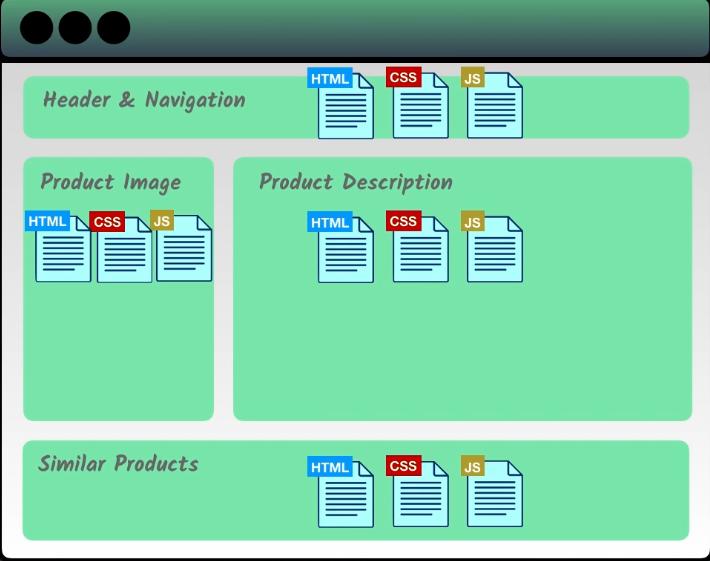 HTML CSS JS
Header & Navigation
Product Image
Product Description
HTML CSS JS
HTML CSS JS
Similar Products
HTML CSS JS